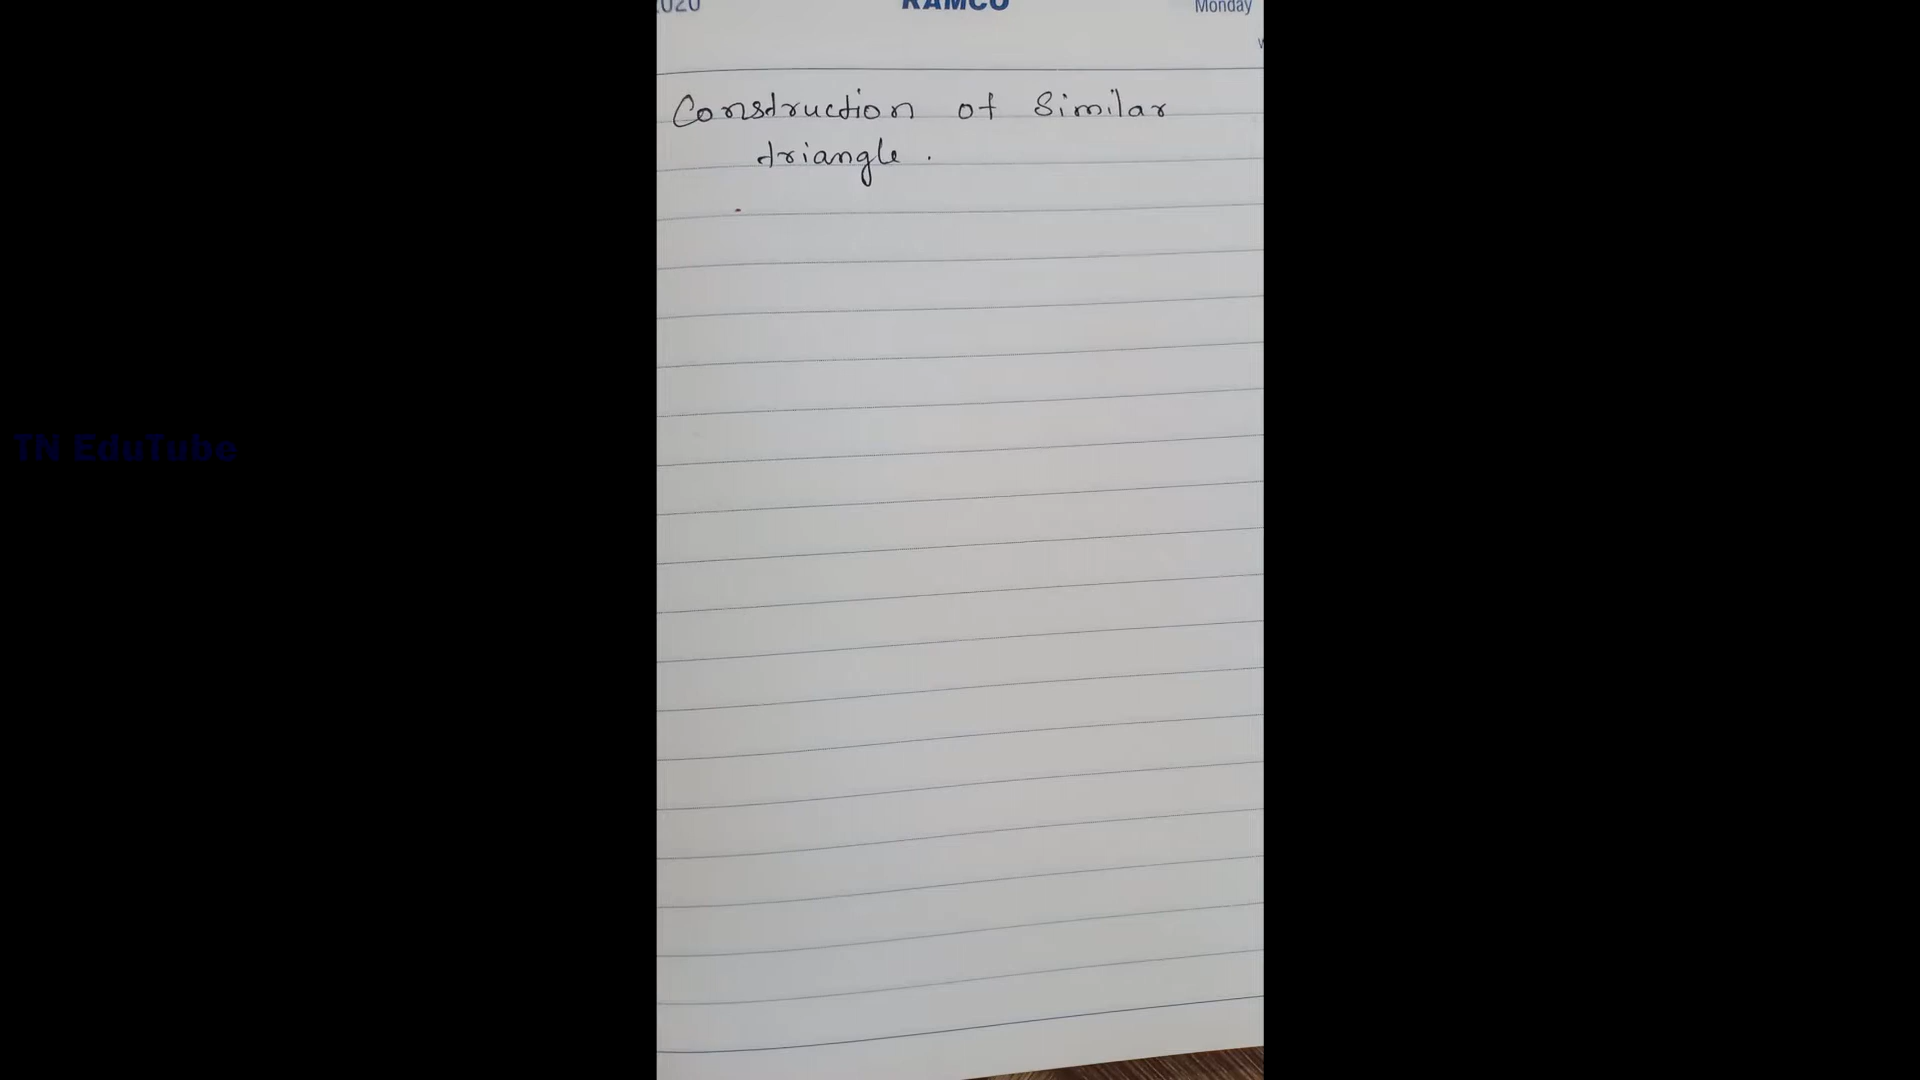 2020 RAMCO Monday
Construction of Similar
triangle.
TN EduTube